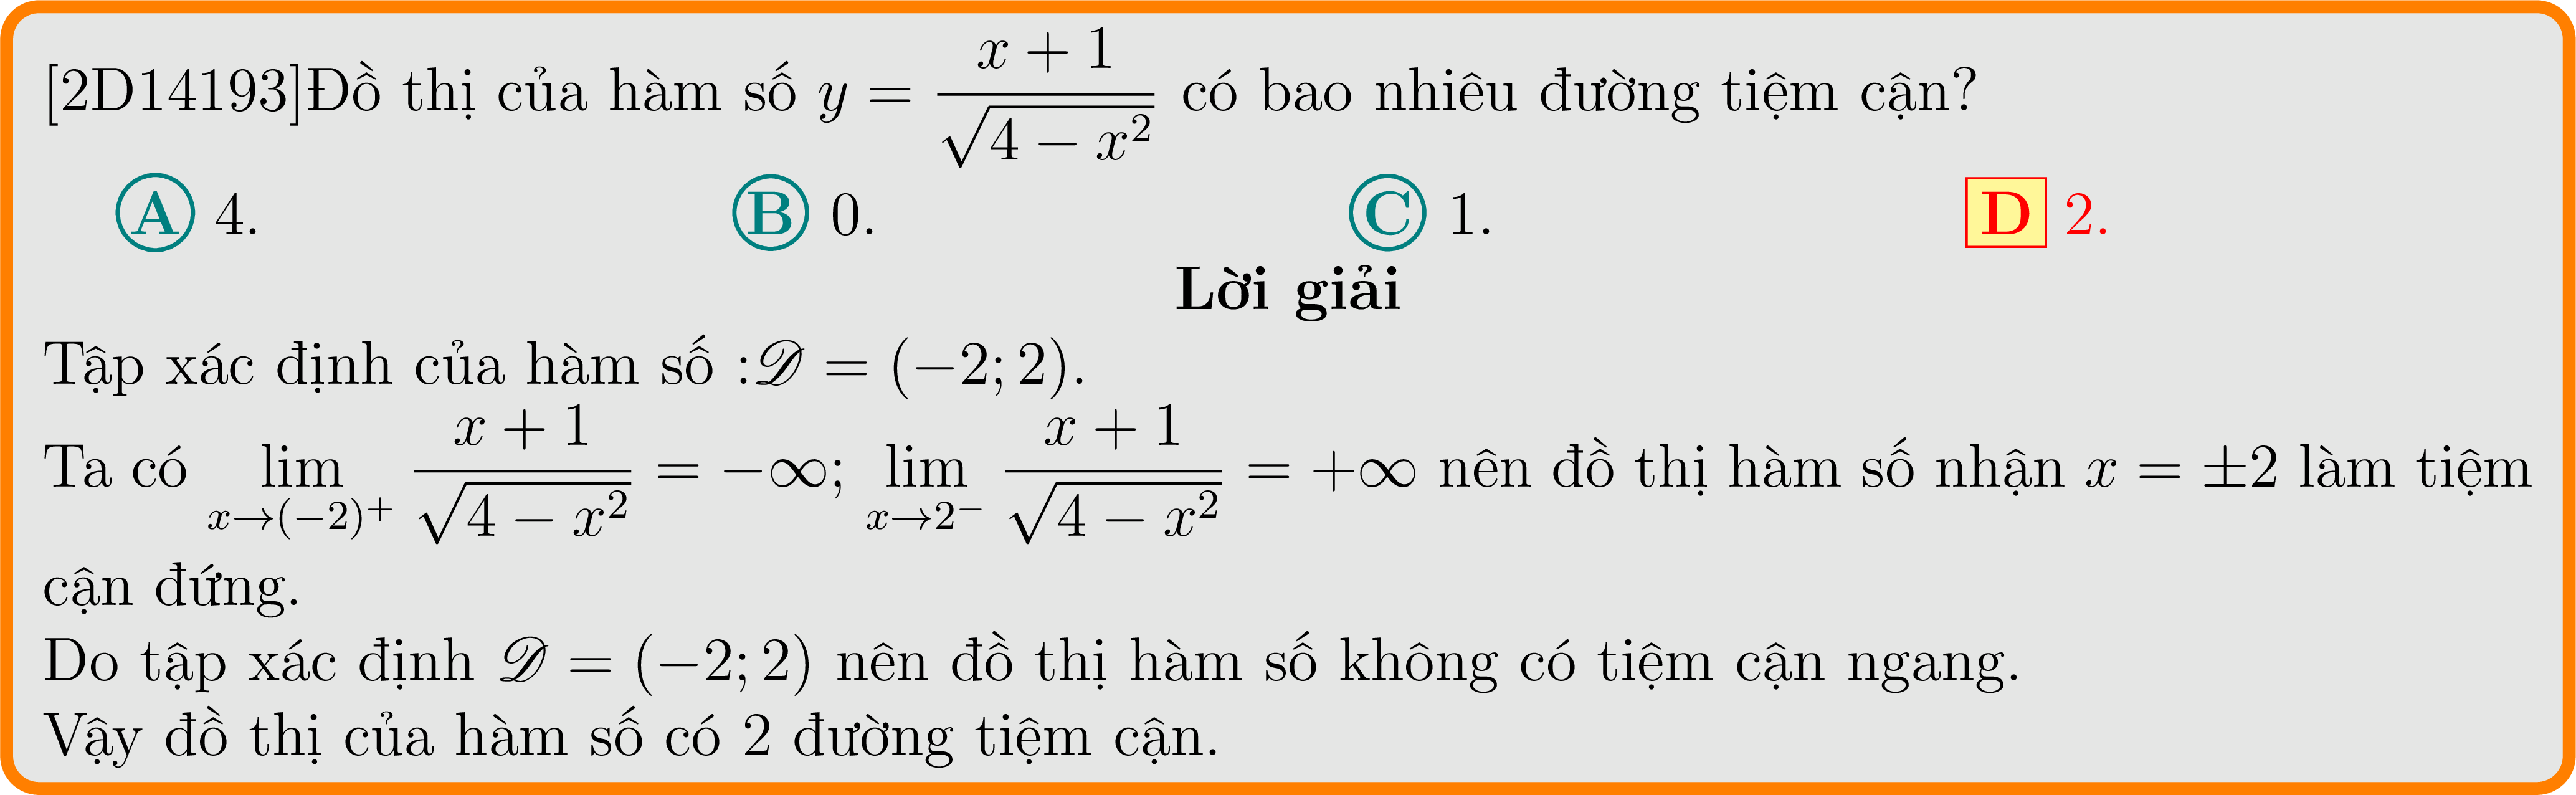 [2D14193]Đồ thị của hàm số $y = \dfrac{x+1}{\sqrt{4-x^2}}$ có bao nhiêu đường tiệm cận?
A 4. B 0. C 1. D 2.
Lời giải
Tập xác định của hàm số :$\mathscr{D} = (-2; 2)$.
Ta có $\lim\limits_{x \to (-2)^+} \dfrac{x+1}{\sqrt{4-x^2}} = -\infty$; $\lim\limits_{x \to 2^-} \dfrac{x+1}{\sqrt{4-x^2}} = +\infty$ nên đồ thị hàm số nhận $x = \pm 2$ làm tiệm
cận đứng.
Do tập xác định $\mathscr{D} = (-2; 2)$ nên đồ thị hàm số không có tiệm cận ngang.
Vậy đồ thị của hàm số có 2 đường tiệm cận.